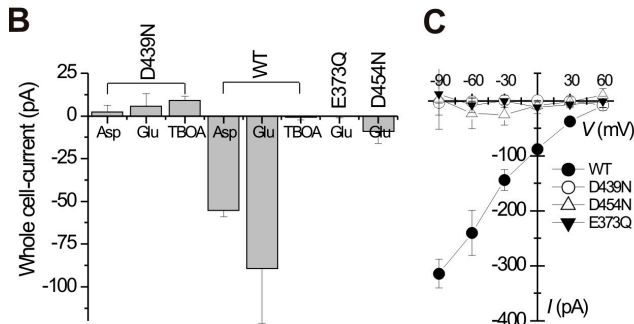 B
D439N
WT
E373Q
D454N
Whole cell-current (pA)
25
0
-25
-50
-75
-100
Asp Glu TBOA Asp Glu TBOA Glu Glu
C
-90 -60 -30 30 60
V (mV)
-100
-200
-300
-400
I (pA)
WT
D439N
D454N
E373Q